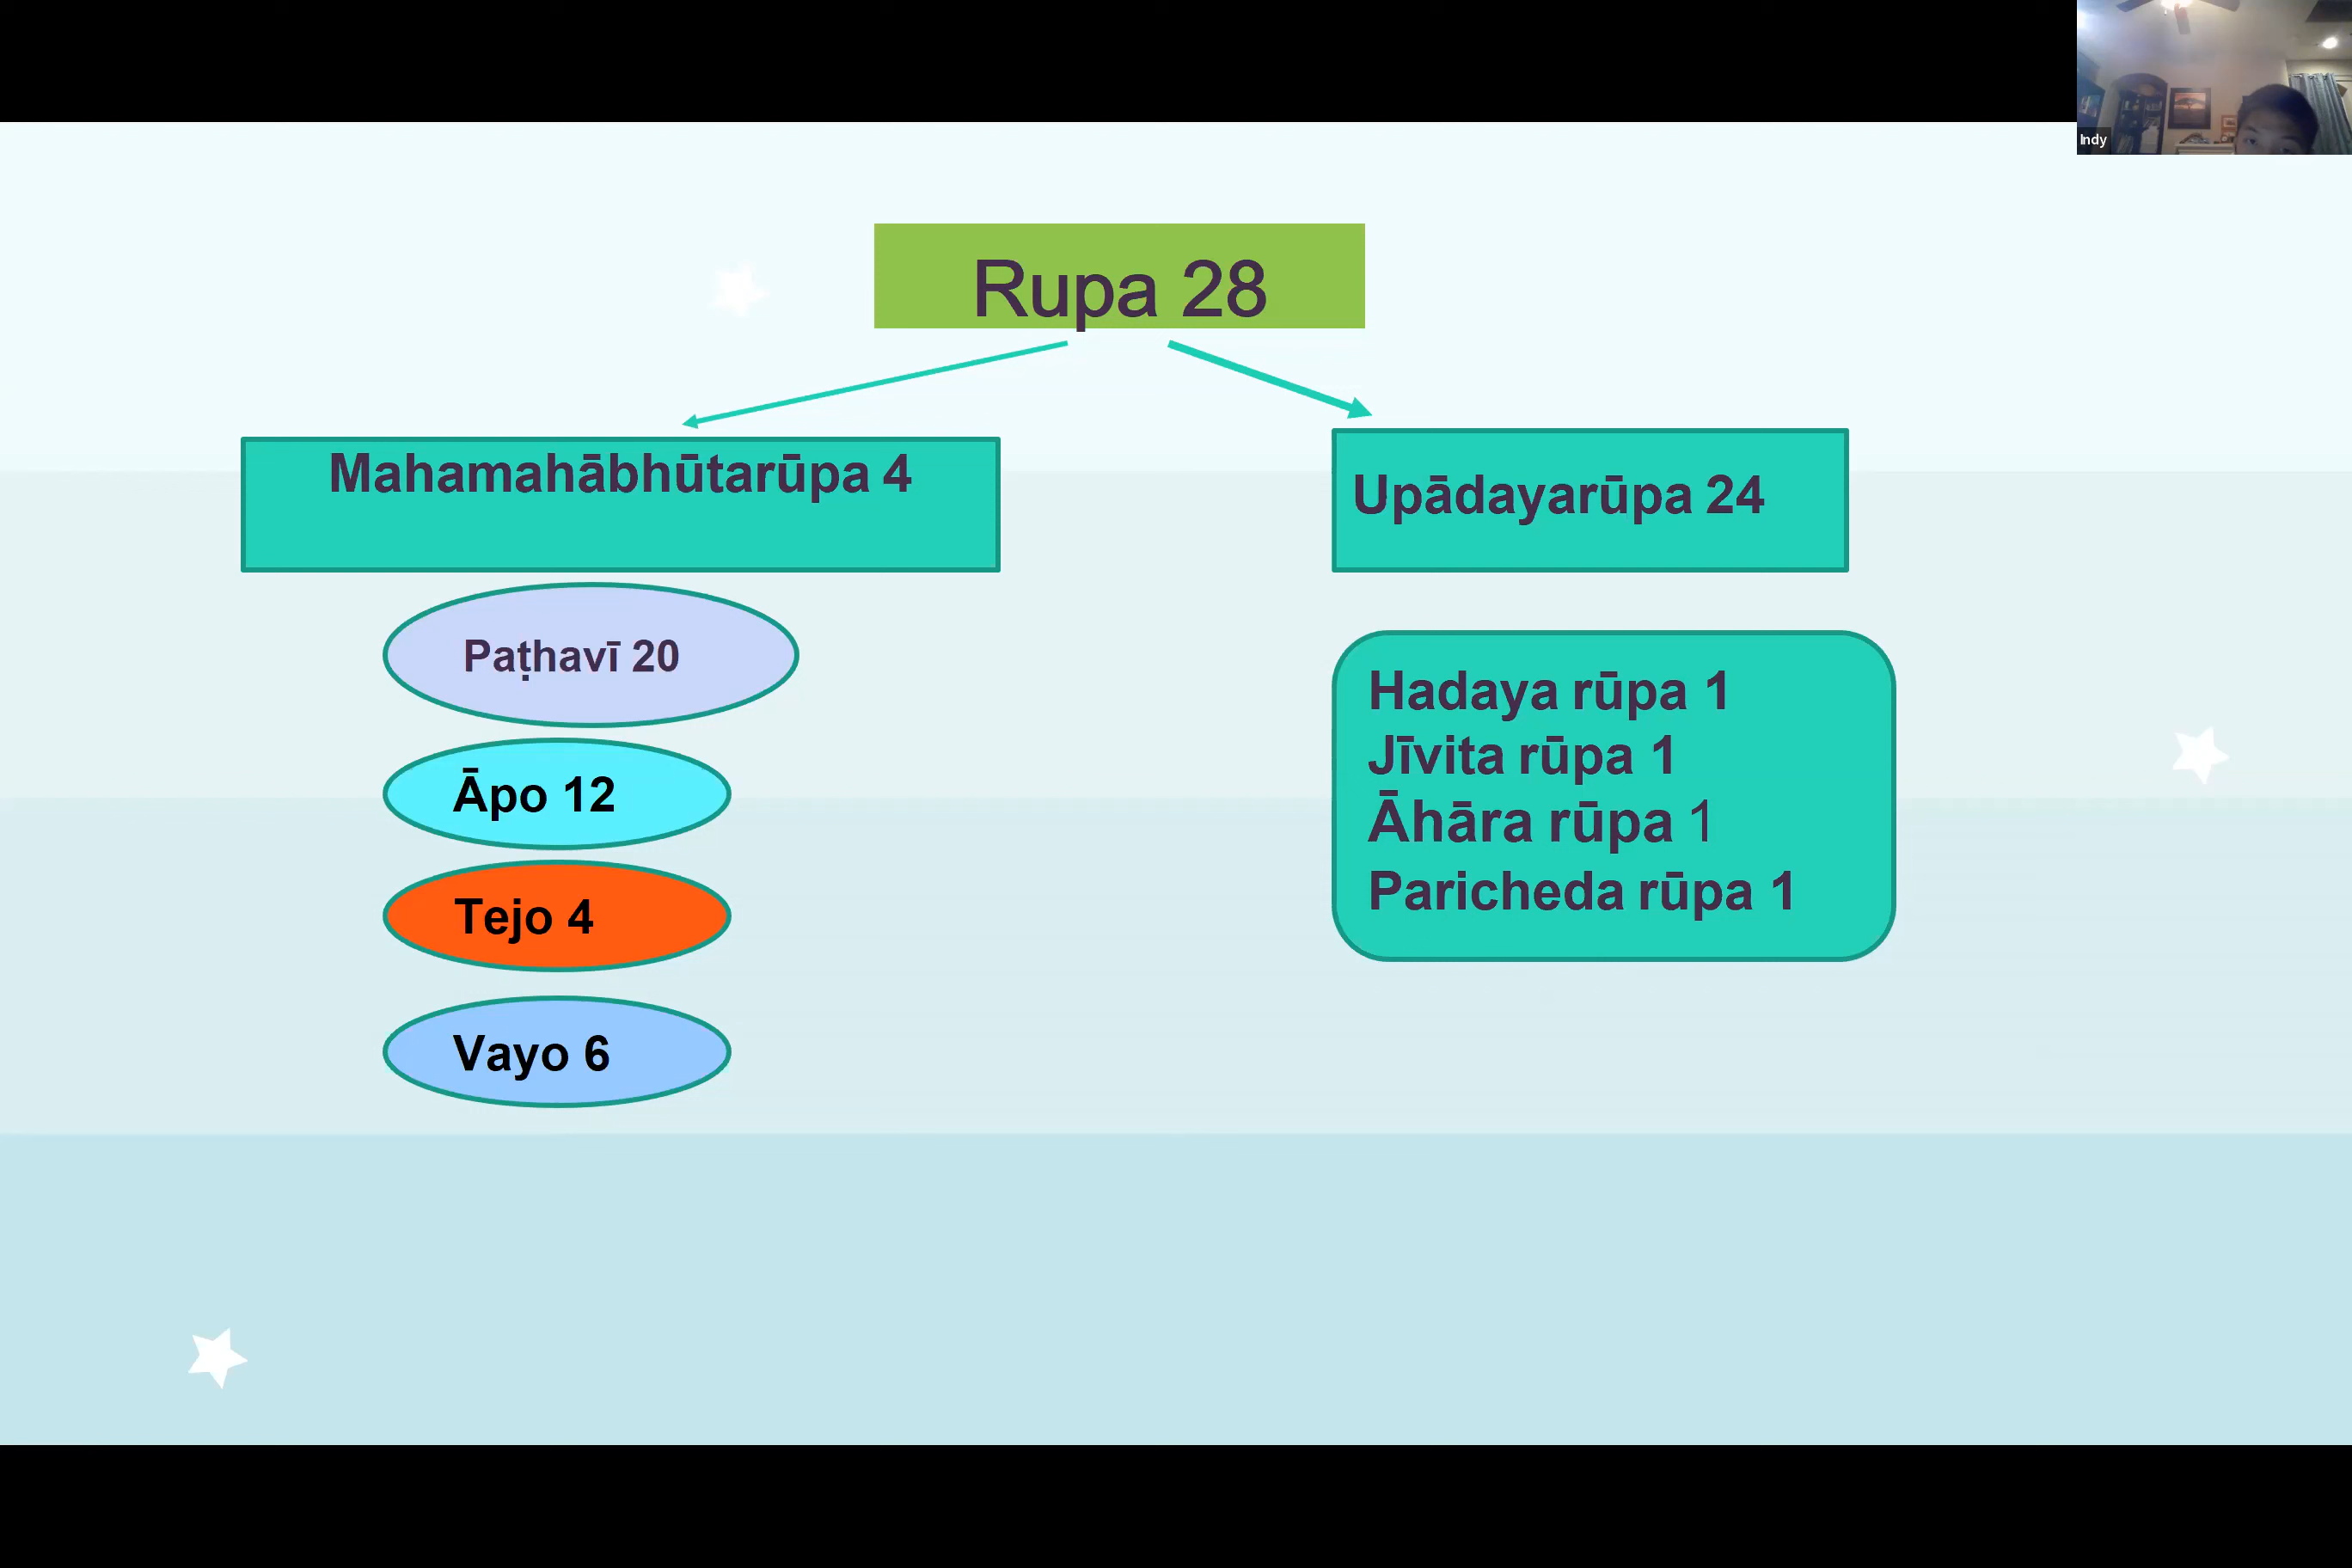 Indy
Rupa 28
Mahamahābhūtarūpa 4
Upādayarūpa 24
Paṭhavī 20
Āpo 12
Tejo 4
Vayo 6
Hadaya rūpa 1
Jīvita rūpa 1
Āhāra rūpa 1
Paricheda rūpa 1